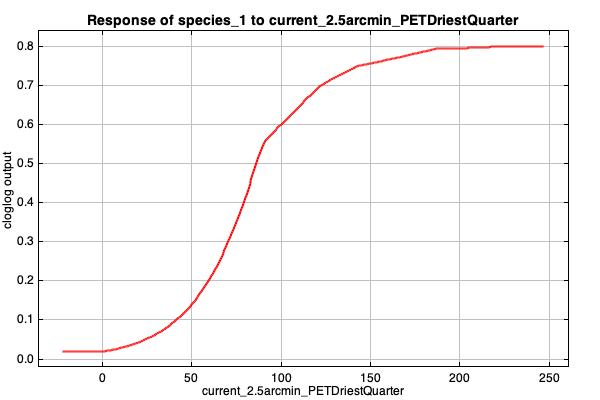 Response of species_1 to current_2.5arcmin_PETDriestQuarter
cloglog output
0.8
0.7
0.6
0.5
0.4
0.3
0.2
0.1
0.0
0 50 100 150 200 250
current_2.5arcmin_PETDriestQuarter